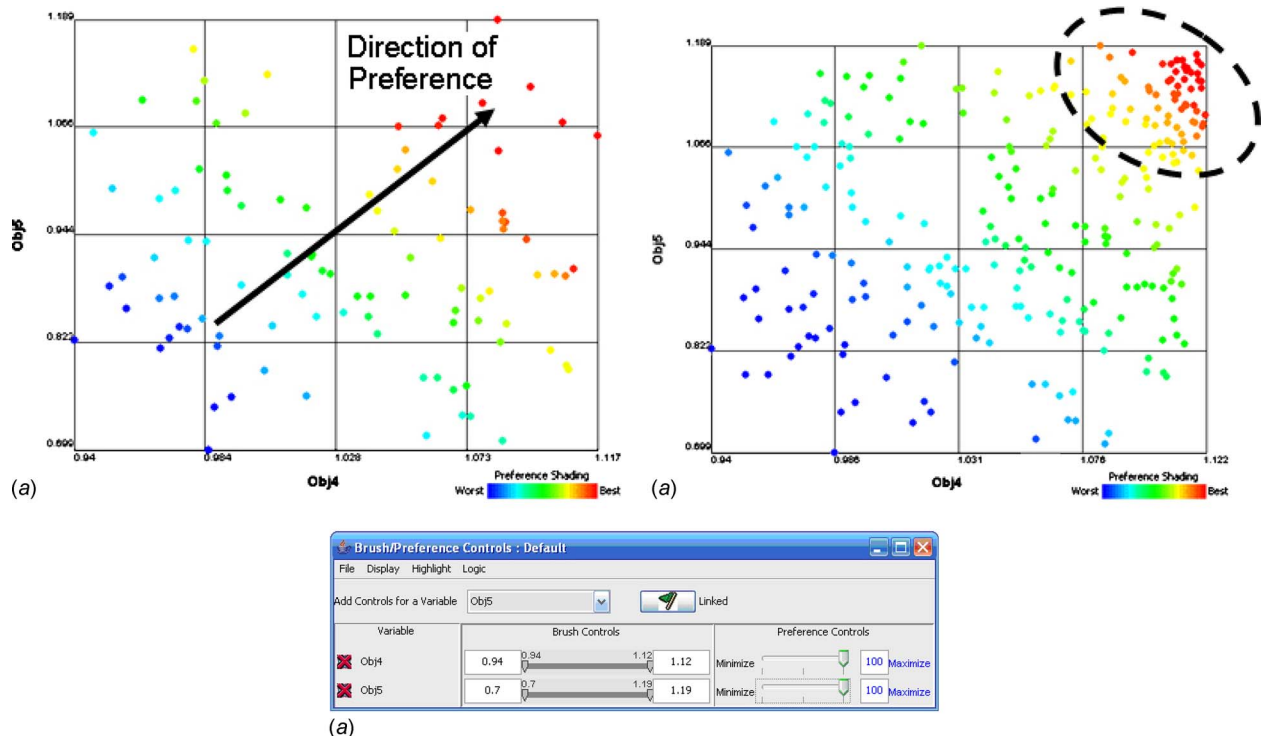 1.189
1.066
0.944
0.822
0.699
Obj5
Direction of
Preference
0.94
0.984
1.028
1.073
1.117
Obj4
Preference Shading
Worst
Best
(a)
1.189
1.066
0.944
0.822
0.699
Obj5
0.94
0.986
1.031
1.076
1.122
Obj4
Preference Shading
Worst
Best
(a)
Brush/Preference Controls : Default
File Display Highlight Logic
Add Controls for a Variable Obj5 Linked
Variable Brush Controls Preference Controls
Obj4 0.94 0.94 1.12 1.12 Minimize 100 Maximize
Obj5 0.7 0.7 1.19 1.19 Minimize 100 Maximize
(a)